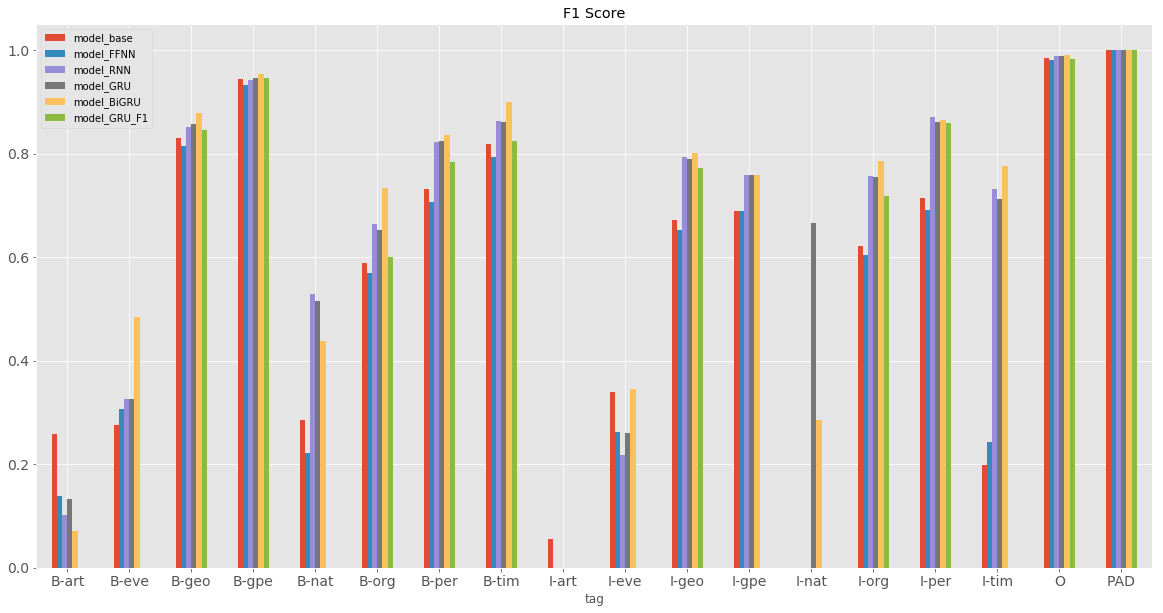 F1 Score
model_base
model_FFNN
model_RNN
model_GRU
model_BiGRU
model_GRU_F1
1.0
0.8
0.6
0.4
0.2
0.0
B-art B-eve B-geo B-gpe B-nat B-org B-per B-tim I-art I-eve I-geo I-gpe I-nat I-org I-per I-tim O PAD
tag